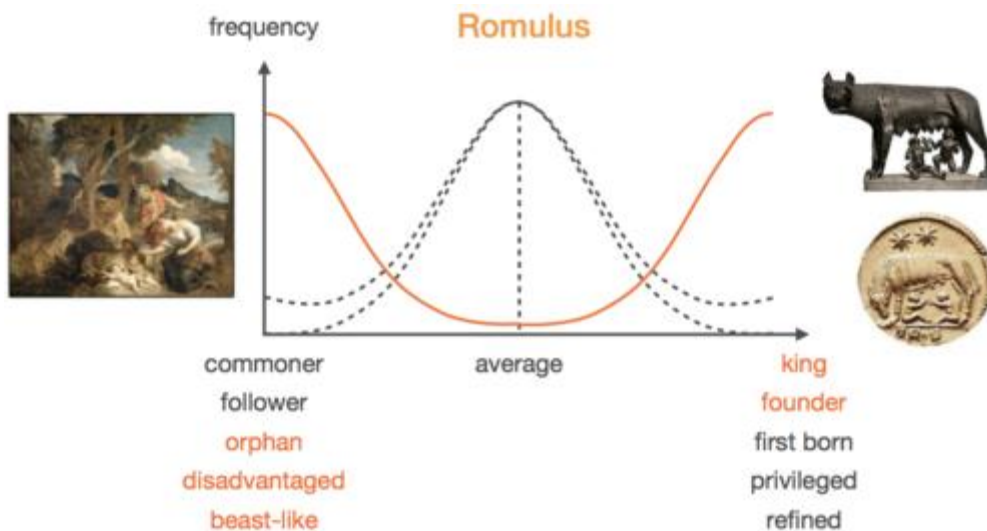 frequency
Romulus
commoner
average
king
follower
founder
orphan
first born
disadvantaged
privileged
beast-like
refined